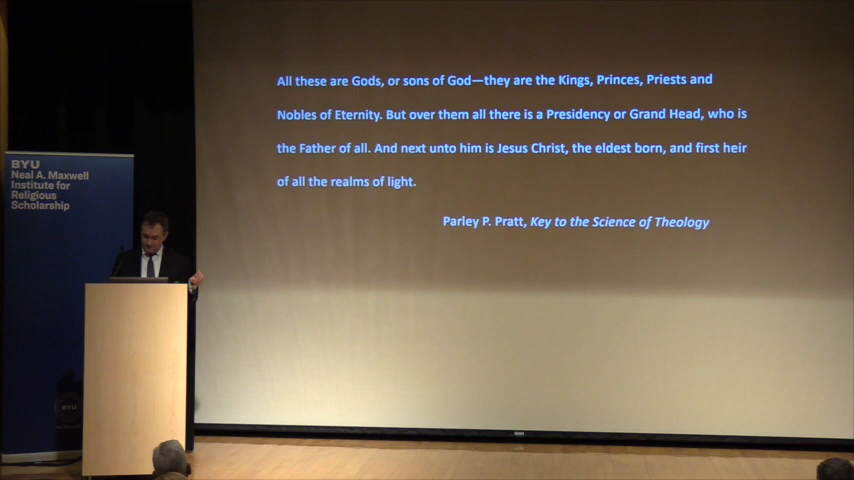 All these are Gods, or sons of God—they are the Kings, Princes, Priests and
Nobles of Eternity. But over them all there is a Presidency or Grand Head, who is
the Father of all. And next unto him is Jesus Christ, the eldest born, and first heir
of all the realms of light.
Parley P. Pratt, Key to the Science of Theology
BYU
Neal A. Maxwell
Institute for
Religious
Scholarship
BYU